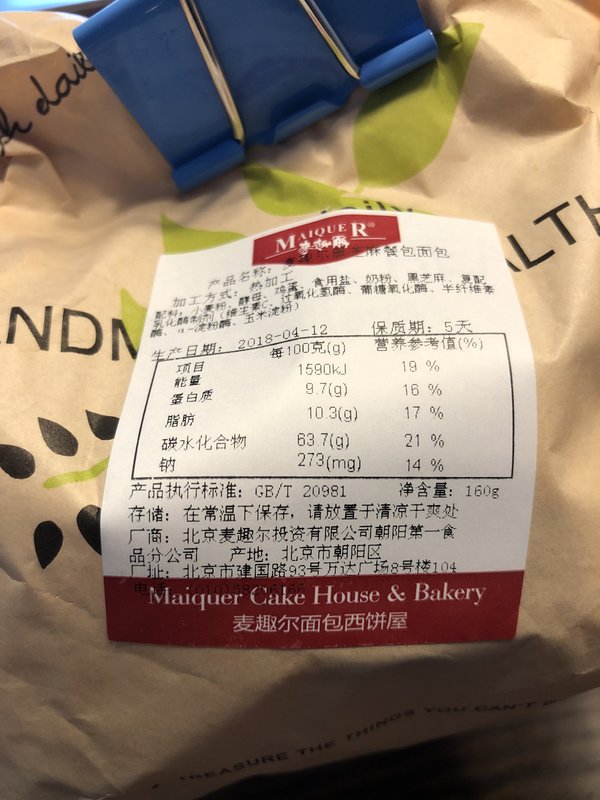 daily
ALTH
ANDM
MAIQUER®
麦趣尔
产品名称：麦趣尔黑芝麻餐包面包
加工方式：热加工
配料：小麦粉、酵母、鸡蛋、食用盐、奶粉、黑芝麻、复配
乳化酶制剂（维生素C、过氧化氢酶、葡糖氧化酶、半纤维素
酶、α-淀粉酶、玉米淀粉）
生产日期：2018-04-12 保质期：5天
项目 每100克(g) 营养参考值(%)
能量 1590kJ 19 %
蛋白质 9.7(g) 16 %
脂肪 10.3(g) 17 %
碳水化合物 63.7(g) 21 %
钠 273(mg) 14 %
产品执行标准：GB/T 20981 净含量：160g
存储：在常温下保存，请放置于清凉干爽处
厂商：北京麦趣尔投资有限公司朝阳第一食
品分公司 产地：北京市朝阳区
厂址：北京市建国路93号万达广场8号楼104
电话：
Maiquer Cake House & Bakery
麦趣尔面包西饼屋
TREASURE THE THINGS YOU CAN'T